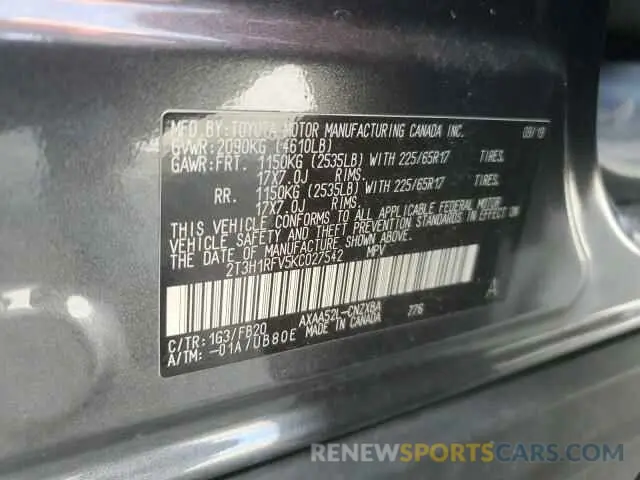 MFD. BY: TOYOTA MOTOR MANUFACTURING CANADA INC. 09/19
GVWR: 2090KG (4610LB)
GAWR: FRT. 1150KG (2535LB) WITH 225/65R17 TIRES.
17X7.0J RIMS.
RR. 1150KG (2535LB) WITH 225/65R17 TIRES.
17X7.0J RIMS.
THIS VEHICLE CONFORMS TO ALL APPLICABLE FEDERAL MOTOR
VEHICLE SAFETY AND THEFT PREVENTION STANDARDS IN EFFECT ON
THE DATE OF MANUFACTURE SHOWN ABOVE.
2T3H1RFV5KC027542 MPV
C/TR: 1G3/FB20 AXAA52L-CNZXBA 776 A
A/TM: -01A/UB80E MADE IN CANADA
RENEWSPORTSCARS.COM